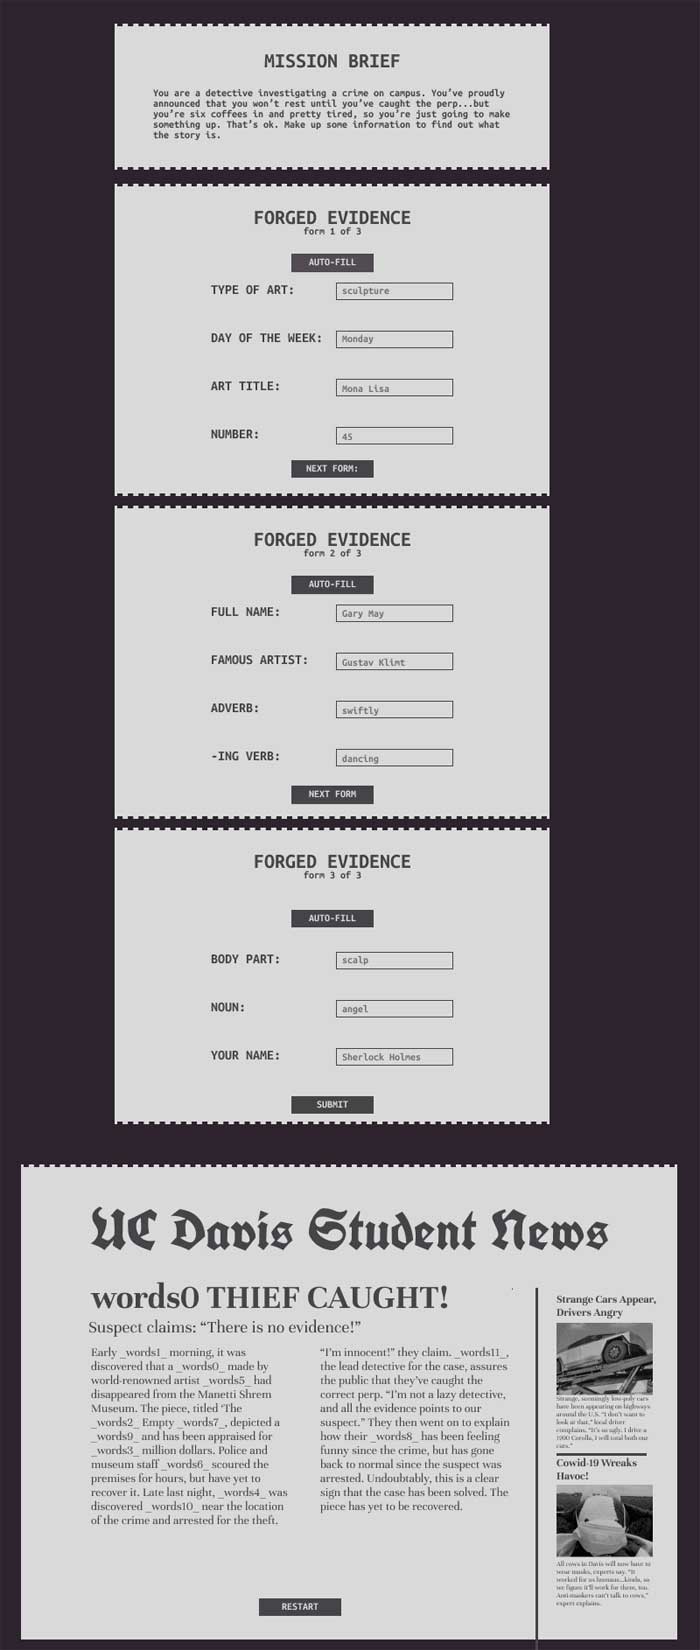 MISSION BRIEF
You are a detective investigating a crime on campus. You've proudly
announced that you won't rest until you've caught the perp...but
you're six coffees in and pretty tired, so you're just going to make
something up. That's ok. Make up some information to find out what
the story is.
FORGED EVIDENCE
form 1 of 3
AUTO-FILL
TYPE OF ART: sculpture
DAY OF THE WEEK: Monday
ART TITLE: Mona Lisa
NUMBER: 45
NEXT FORM:
FORGED EVIDENCE
form 2 of 3
AUTO-FILL
FULL NAME: Gary May
FAMOUS ARTIST: Gustav Klimt
ADVERB: swiftly
-ING VERB: dancing
NEXT FORM
FORGED EVIDENCE
form 3 of 3
AUTO-FILL
BODY PART: scalp
NOUN: angel
YOUR NAME: Sherlock Holmes
SUBMIT
UC Davis Student News
words0 THIEF CAUGHT!
Suspect claims: “There is no evidence!”
Early _words1_ morning, it was
discovered that a _words0_ made by
world-renowned artist _words5_ had
disappeared from the Manetti Shrem
Museum. The piece, titled ‘The
_words2_ Empty _words7_, depicted a
_words9_ and has been appraised for
_words3_ million dollars. Police and
museum staff _words6_ scoured the
premises for hours, but have yet to
recover it. Late last night, _words4_ was
discovered _words10_ near the location
of the crime and arrested for the theft.
“I’m innocent!” they claim. _words11_,
the lead detective for the case, assures
the public that they’ve caught the
correct perp. “I’m not a lazy detective,
and all the evidence points to our
suspect.” They then went on to explain
how their _words8_ has been feeling
funny since the crime, but has gone
back to normal since the suspect was
arrested. Undoubtably, this is a clear
sign that the case has been solved. The
piece has yet to be recovered.
RESTART
Strange Cars Appear,
Drivers Angry
Strange, seemingly low-poly cars
have been appearing on highways
around the U.S. “I don’t want to
look at that,” local driver
complains. “It’s so ugly. I drive a
1990 Corolla, I will total both our
cars.”
Cowid-19 Wreaks
Havoc!
All cows in Davis will now have to
wear masks, experts say. “It
worked for us humans...kinda, so
we figure it’ll work for them, too.
Anti-maskers can’t talk to cows,”
expert explains.